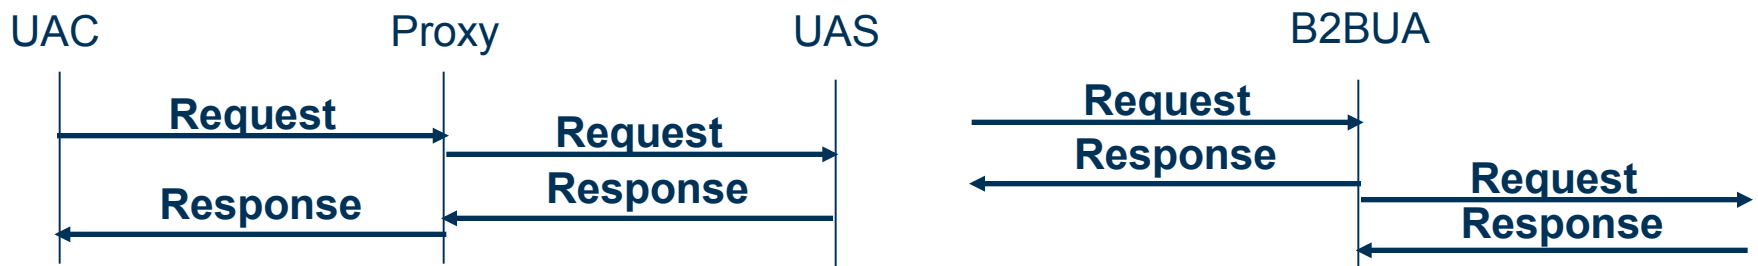 UAC Proxy UAS
Request
Request
Response
Response
B2BUA
Request
Response
Request
Response